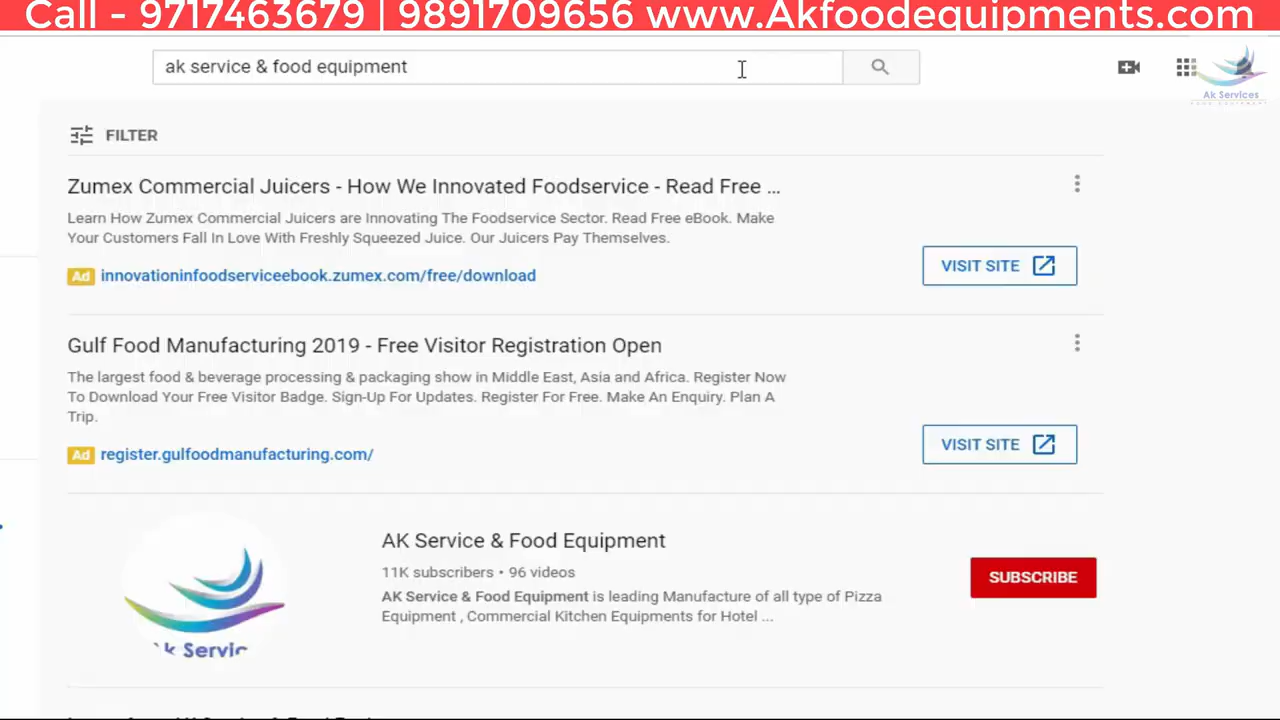 Call - 9717463679 | 9891709656 www.Akfoodequipments.com
ak service & food equipment
Ak Services
FOOD EQUIPMENT
FILTER
Zumex Commercial Juicers - How We Innovated Foodservice - Read Free ...
Learn How Zumex Commercial Juicers are Innovating The Foodservice Sector. Read Free eBook. Make
Your Customers Fall In Love With Freshly Squeezed Juice. Our Juicers Pay Themselves.
Ad innovationinfoodserviceebook.zumex.com/free/download
VISIT SITE
Gulf Food Manufacturing 2019 - Free Visitor Registration Open
The largest food & beverage processing & packaging show in Middle East, Asia and Africa. Register Now
To Download Your Free Visitor Badge. Sign-Up For Updates. Register For Free. Make An Enquiry. Plan A
Trip.
Ad register.gulfoodmanufacturing.com/
VISIT SITE
AK Service & Food Equipment
11K subscribers • 96 videos
AK Service & Food Equipment is leading Manufacture of all type of Pizza
Equipment , Commercial Kitchen Equipments for Hotel ...
SUBSCRIBE
k Servic